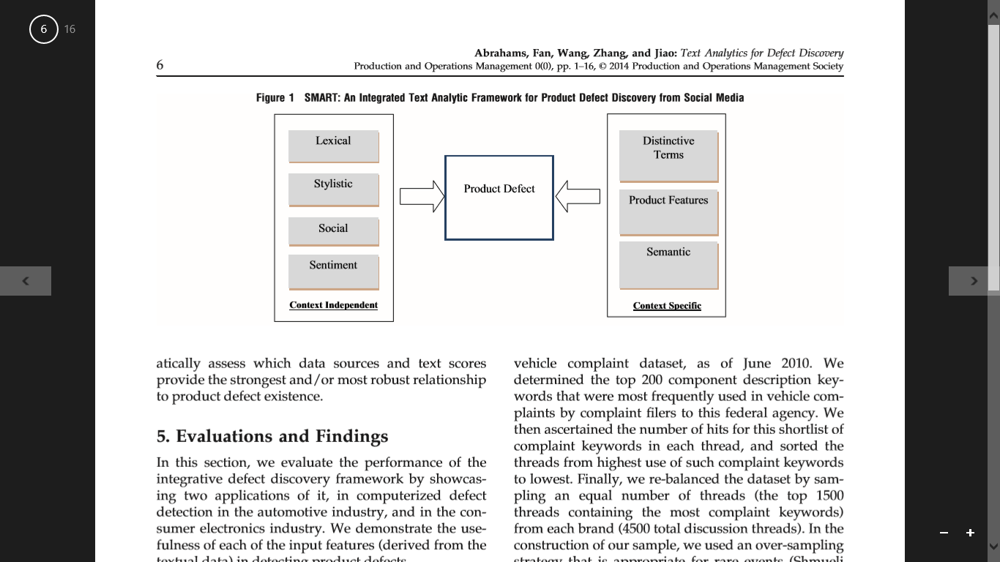 6 16
Abrahams, Fan, Wang, Zhang, and Jiao: Text Analytics for Defect Discovery
6 Production and Operations Management 0(0), pp. 1–16, © 2014 Production and Operations Management Society
Figure 1 SMART: An Integrated Text Analytic Framework for Product Defect Discovery from Social Media
Lexical
Stylistic
Social
Sentiment
Context Independent
Product Defect
Distinctive
Terms
Product Features
Semantic
Context Specific
atically assess which data sources and text scores
provide the strongest and/or most robust relationship
to product defect existence.
5. Evaluations and Findings
In this section, we evaluate the performance of the
integrative defect discovery framework by showcas-
ing two applications of it, in computerized defect
detection in the automotive industry, and in the con-
sumer electronics industry. We demonstrate the use-
fulness of each of the input features (derived from the
textual data) in detecting product defects.
vehicle complaint dataset, as of June 2010. We
determined the top 200 component description key-
words that were most frequently used in vehicle com-
plaints by complaint filers to this federal agency. We
then ascertained the number of hits for this shortlist of
complaint keywords in each thread, and sorted the
threads from highest use of such complaint keywords
to lowest. Finally, we re-balanced the dataset by sam-
pling an equal number of threads (the top 1500
threads containing the most complaint keywords)
from each brand (4500 total discussion threads). In the
construction of our sample, we used an over-sampling
strategy that is appropriate for rare events (Shmueli